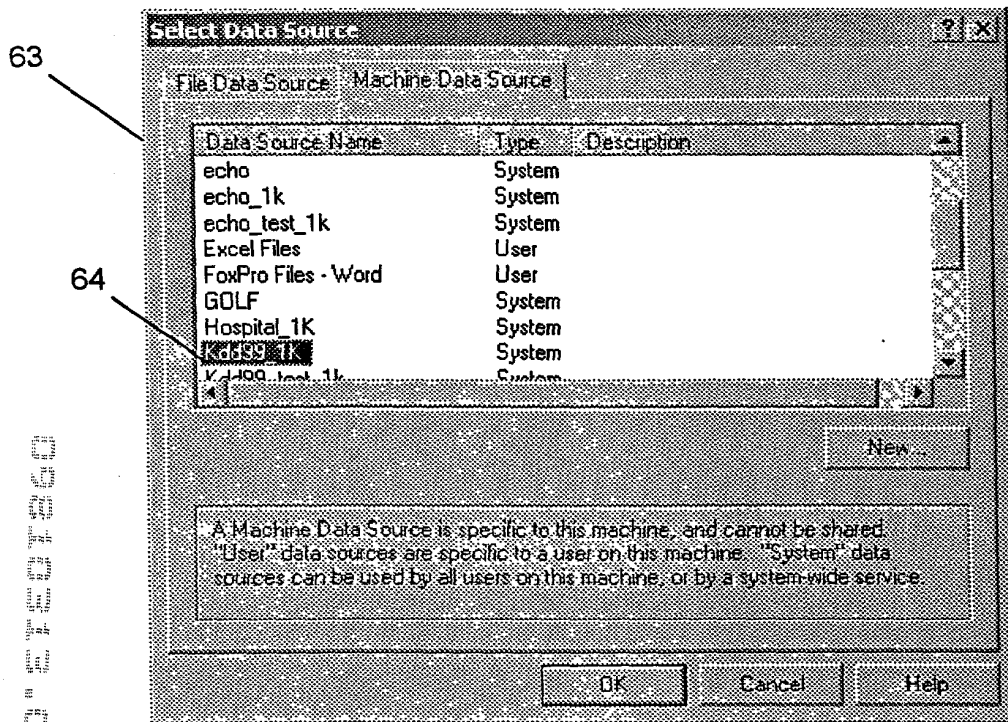 Select Data Source
63
File Data Source Machine Data Source
Data Source Name Type Description
echo System
echo_1k System
echo_test_1k System
Excel Files User
FoxPro Files - Word User
64
GOLF System
Hospital_1K System
Kdd99_1K System
Kdd99_test_1k System
New...
A Machine Data Source is specific to this machine, and cannot be shared.
"User" data sources are specific to a user on this machine. "System" data
sources can be used by all users on this machine, or by a system-wide service.
OK Cancel Help